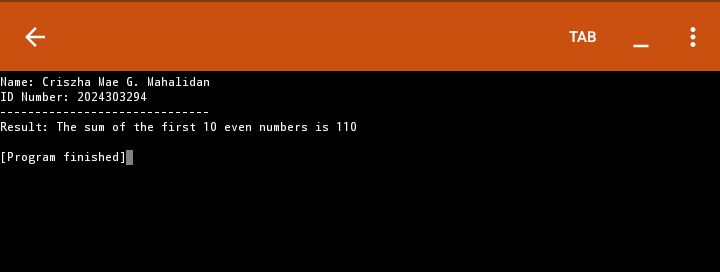 TAB
Name: Criszha Mae G. Mahalidan
ID Number: 2024303294
------------------------------
Result: The sum of the first 10 even numbers is 110
[Program finished]